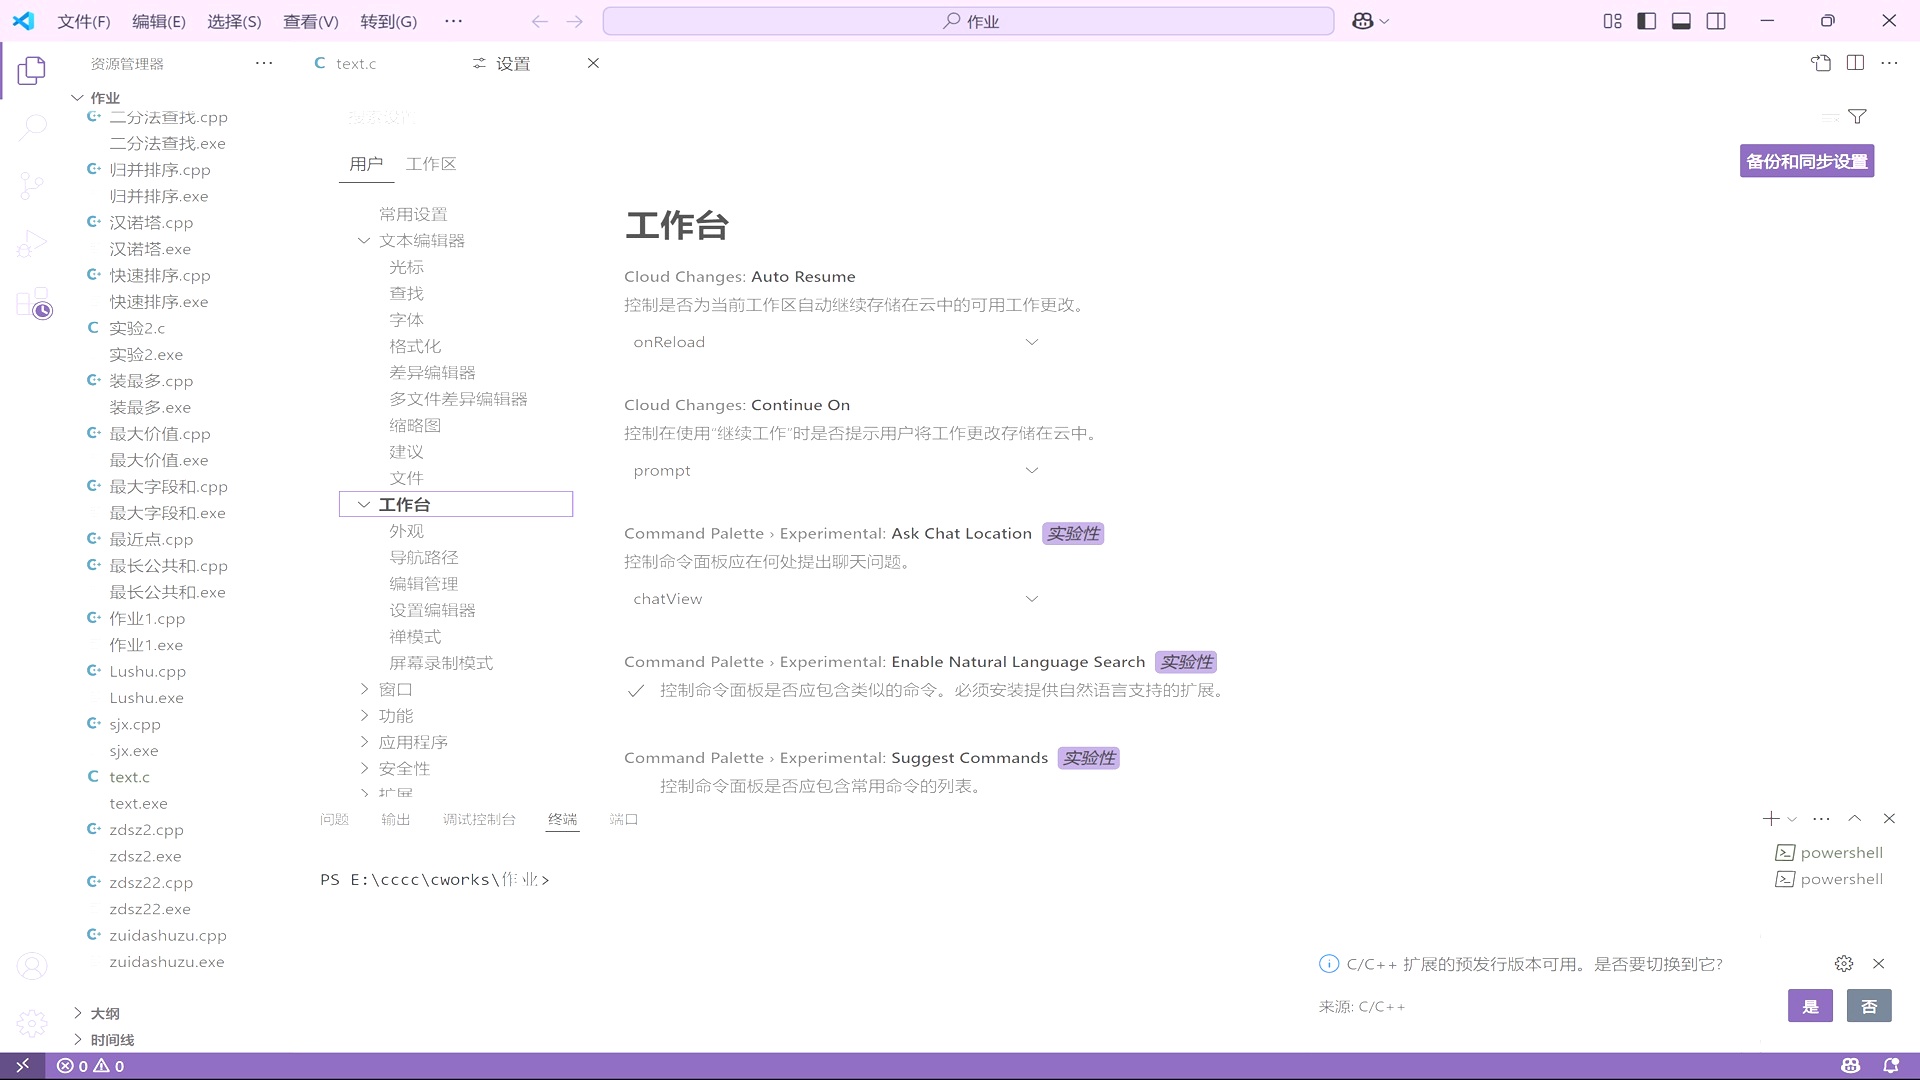 文件(F) 编辑(E) 选择(S) 查看(V) 转到(G) ··· 作业
资源管理器 ···
text.c 设置
作业
二分法查找.cpp
二分法查找.exe
归并排序.cpp
归并排序.exe
汉诺塔.cpp
汉诺塔.exe
快速排序.cpp
快速排序.exe
实验2.c
实验2.exe
装最多.cpp
装最多.exe
最大价值.cpp
最大价值.exe
最大字段和.cpp
最大字段和.exe
最近点.cpp
最长公共和.cpp
最长公共和.exe
作业1.cpp
作业1.exe
Lushu.cpp
Lushu.exe
sjx.cpp
sjx.exe
text.c
text.exe
zdsz2.cpp
zdsz2.exe
zdsz22.cpp
zdsz22.exe
zuidashuzu.cpp
zuidashuzu.exe
大纲
时间线
搜索设置
用户 工作区
备份和同步设置
常用设置
文本编辑器
光标
查找
字体
格式化
差异编辑器
多文件差异编辑器
缩略图
建议
文件
工作台
外观
导航路径
编辑管理
设置编辑器
禅模式
屏幕录制模式
窗口
功能
应用程序
安全性
扩展
工作台
Cloud Changes: Auto Resume
控制是否为当前工作区自动继续存储在云中的可用工作更改。
onReload
Cloud Changes: Continue On
控制在使用“继续工作”时是否提示用户将工作更改存储在云中。
prompt
Command Palette › Experimental: Ask Chat Location 实验性
控制命令面板应在何处提出聊天问题。
chatView
Command Palette › Experimental: Enable Natural Language Search 实验性
控制命令面板是否应包含类似的命令。必须安装提供自然语言支持的扩展。
Command Palette › Experimental: Suggest Commands 实验性
控制命令面板是否应包含常用命令的列表。
问题 输出 调试控制台 终端 端口
PS E:\cccc\cworks\作业>
powershell
powershell
C/C++ 扩展的预发行版本可用。是否要切换到它?
来源: C/C++
是 否
0 0